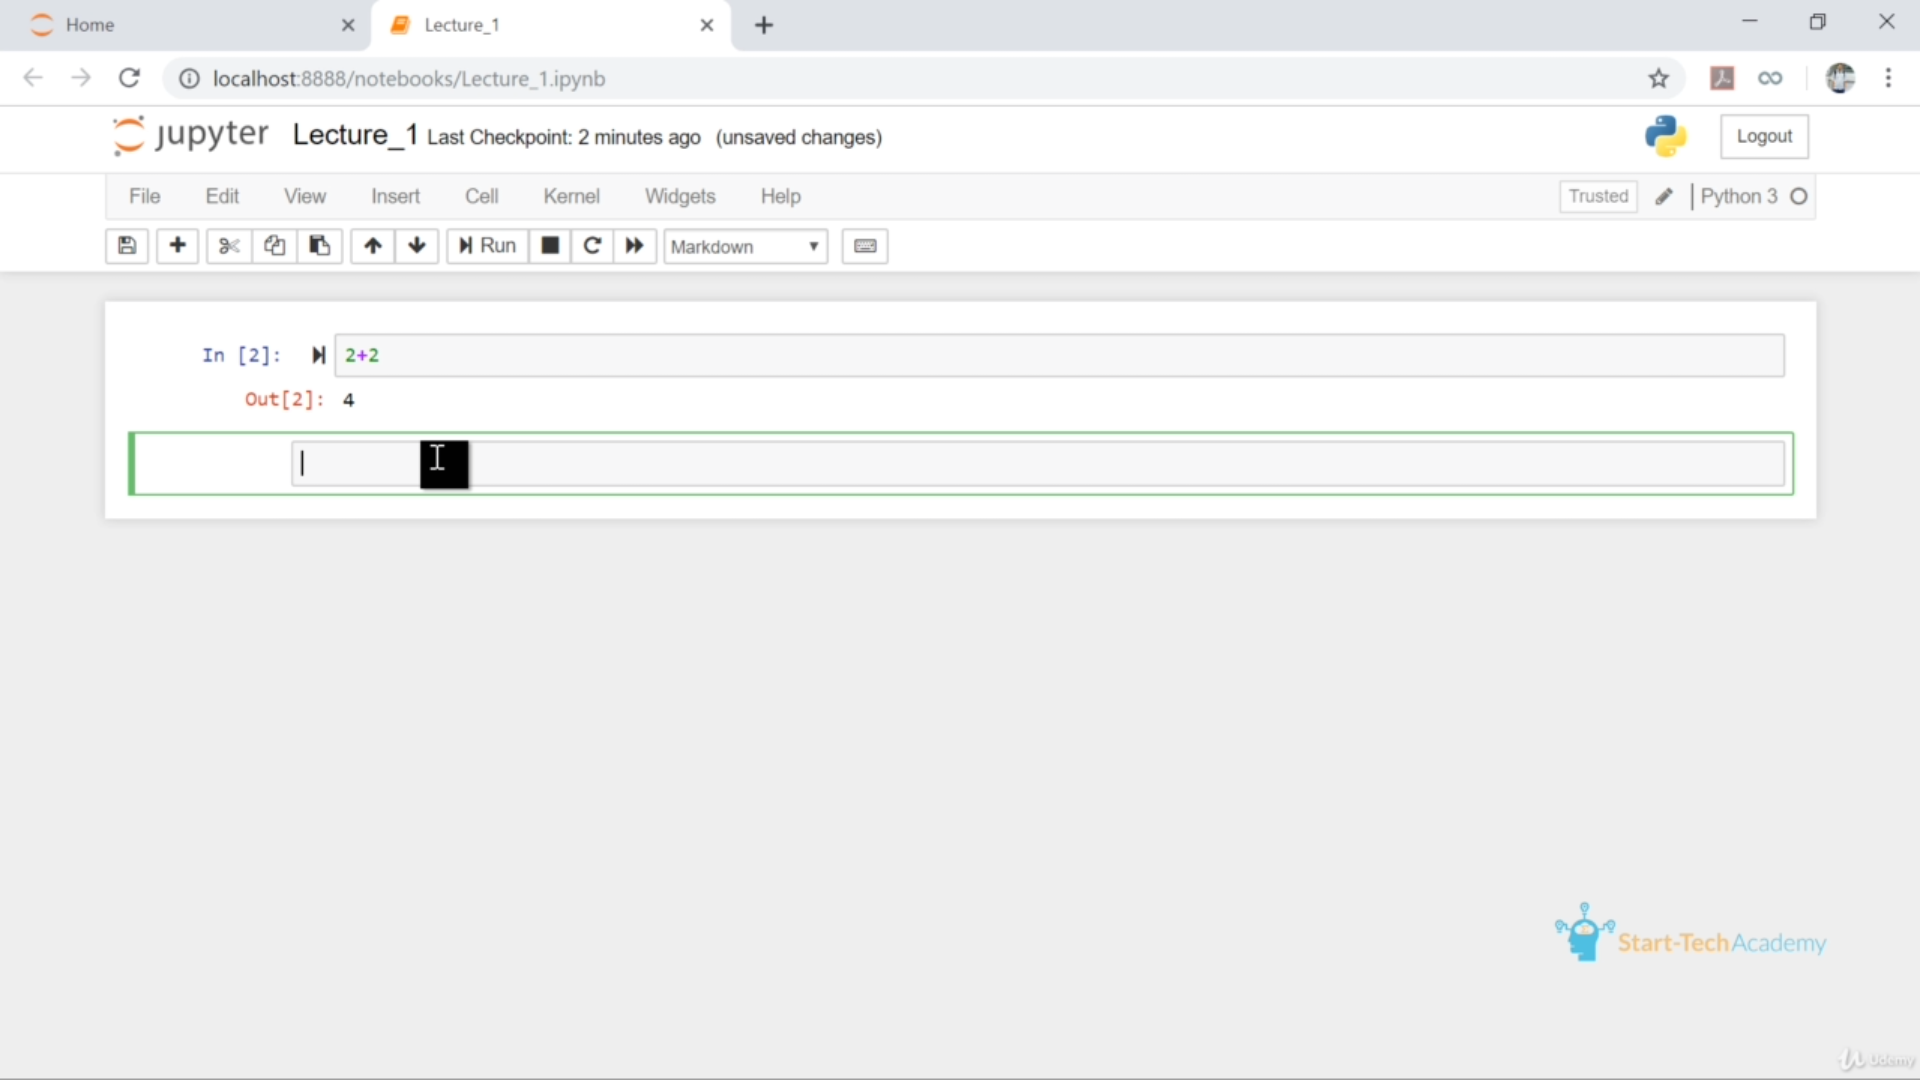 Home
Lecture_1
localhost:8888/notebooks/Lecture_1.ipynb
jupyter Lecture_1 Last Checkpoint: 2 minutes ago (unsaved changes)
Logout
File Edit View Insert Cell Kernel Widgets Help
Trusted
Python 3
Run
Markdown
In [2]: 2+2
Out[2]: 4
Start-TechAcademy
Udemy